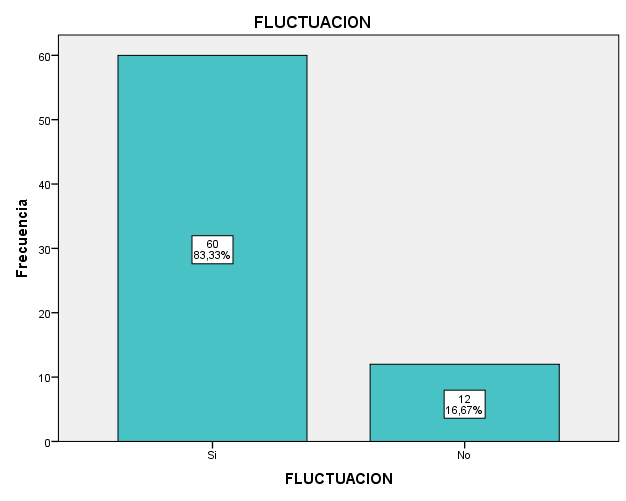 FLUCTUACION
Frecuencia
60
50
40
30
20
10
0
60
83,33%
12
16,67%
Si
No
FLUCTUACION